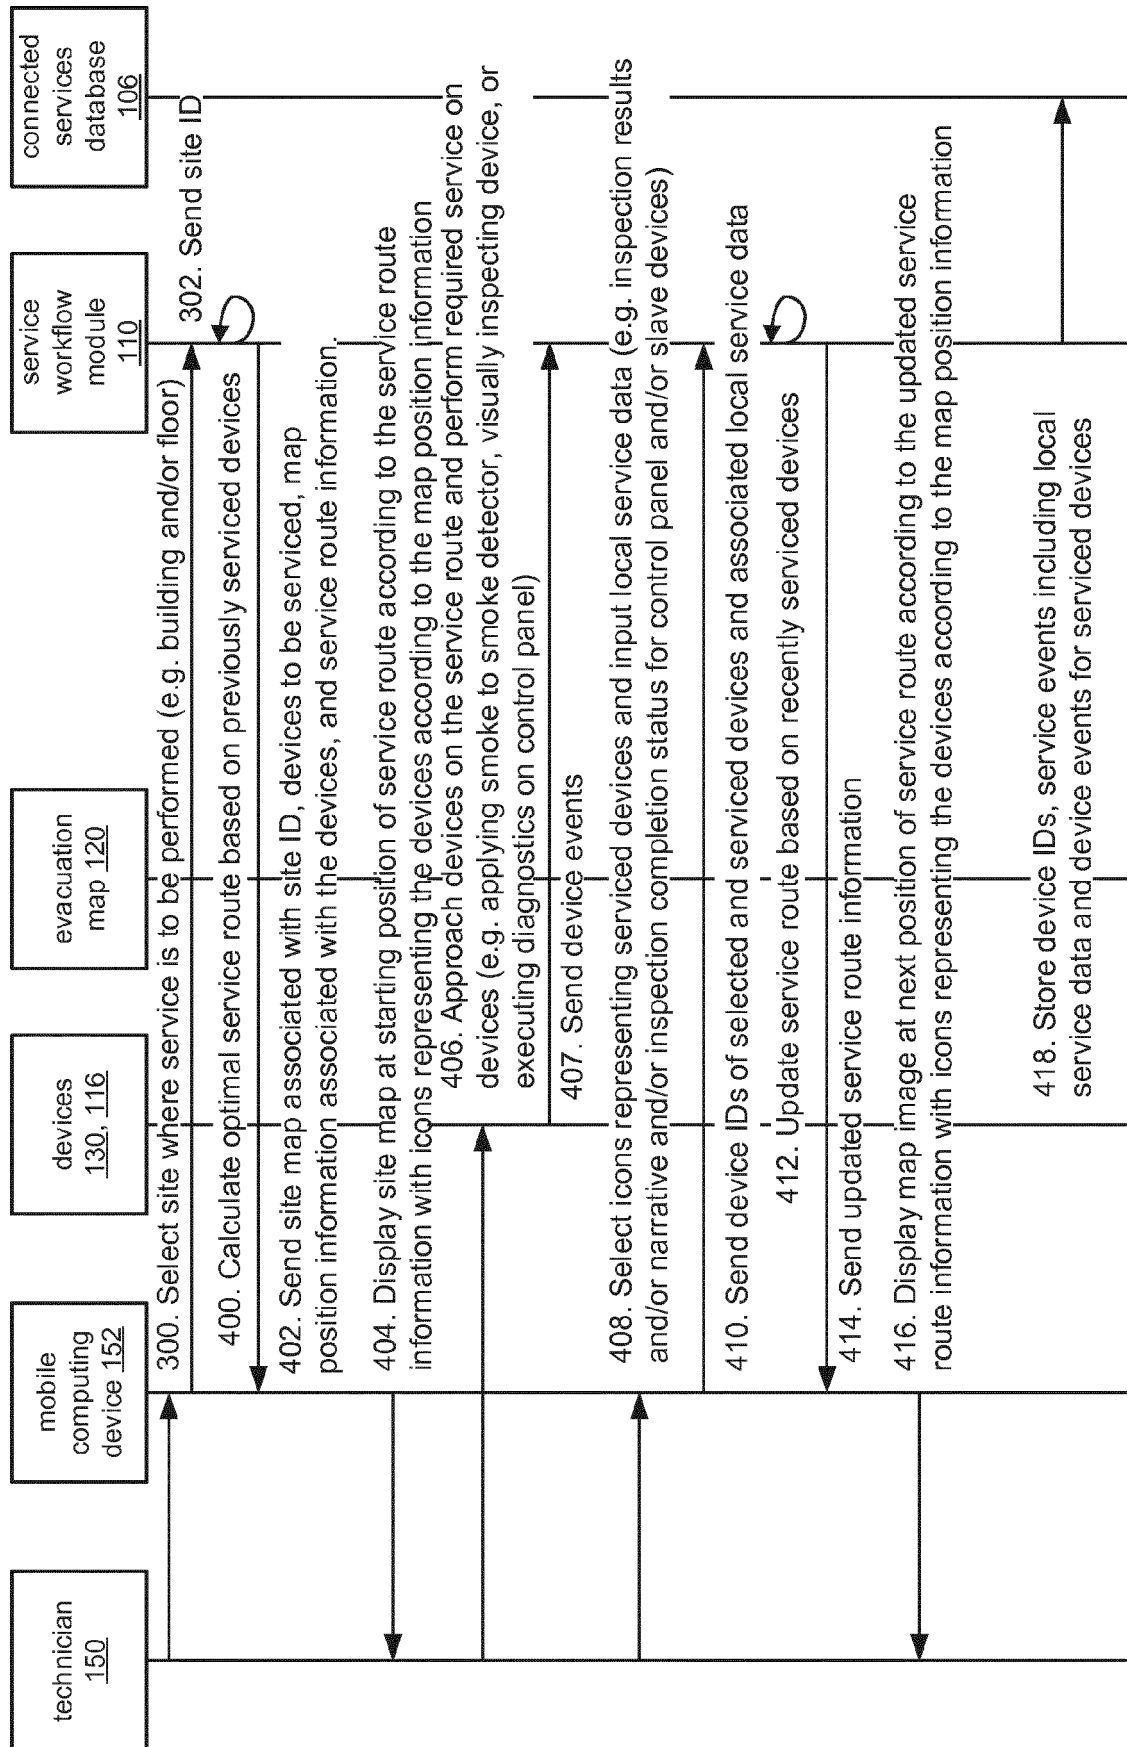 technician
150
mobile
computing
device 152
devices
130, 116
evacuation
map 120
service
workflow
module
110
connected
services
database
106
300. Select site where service is to be performed (e.g. building and/or floor)
302. Send site ID
400. Calculate optimal service route based on previously serviced devices
402. Send site map associated with site ID, devices to be serviced, map
position information associated with the devices, and service route information.
404. Display site map at starting position of service route according to the service route
information with icons representing the devices according to the map position information
406. Approach devices on the service route and perform required service on
devices (e.g. applying smoke to smoke detector, visually inspecting device, or
executing diagnostics on control panel)
407. Send device events
408. Select icons representing serviced devices and input local service data (e.g. inspection results
and/or narrative and/or inspection completion status for control panel and/or slave devices)
410. Send device IDs of selected and serviced devices and associated local service data
412. Update service route based on recently serviced devices
414. Send updated service route information
416. Display map image at next position of service route according to the updated service
route information with icons representing the devices according to the map position information
418. Store device IDs, service events including local
service data and device events for serviced devices